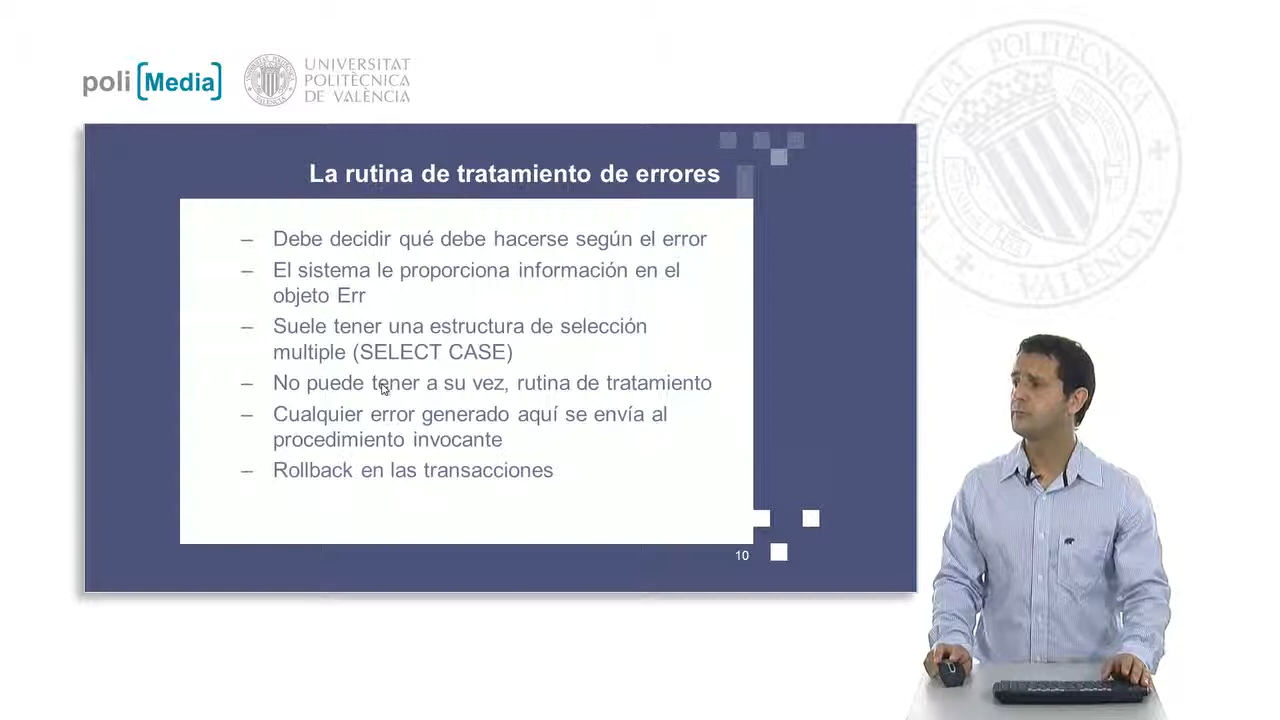 poli [Media]
UNIVERSITAT
POLITÈCNICA
DE VALÈNCIA
La rutina de tratamiento de errores
– Debe decidir qué debe hacerse según el error
– El sistema le proporciona información en el
objeto Err
– Suele tener una estructura de selección
multiple (SELECT CASE)
– No puede tener a su vez, rutina de tratamiento
– Cualquier error generado aquí se envía al
procedimiento invocante
– Rollback en las transacciones
10
POLITÈCNICA
VALÈNCIA